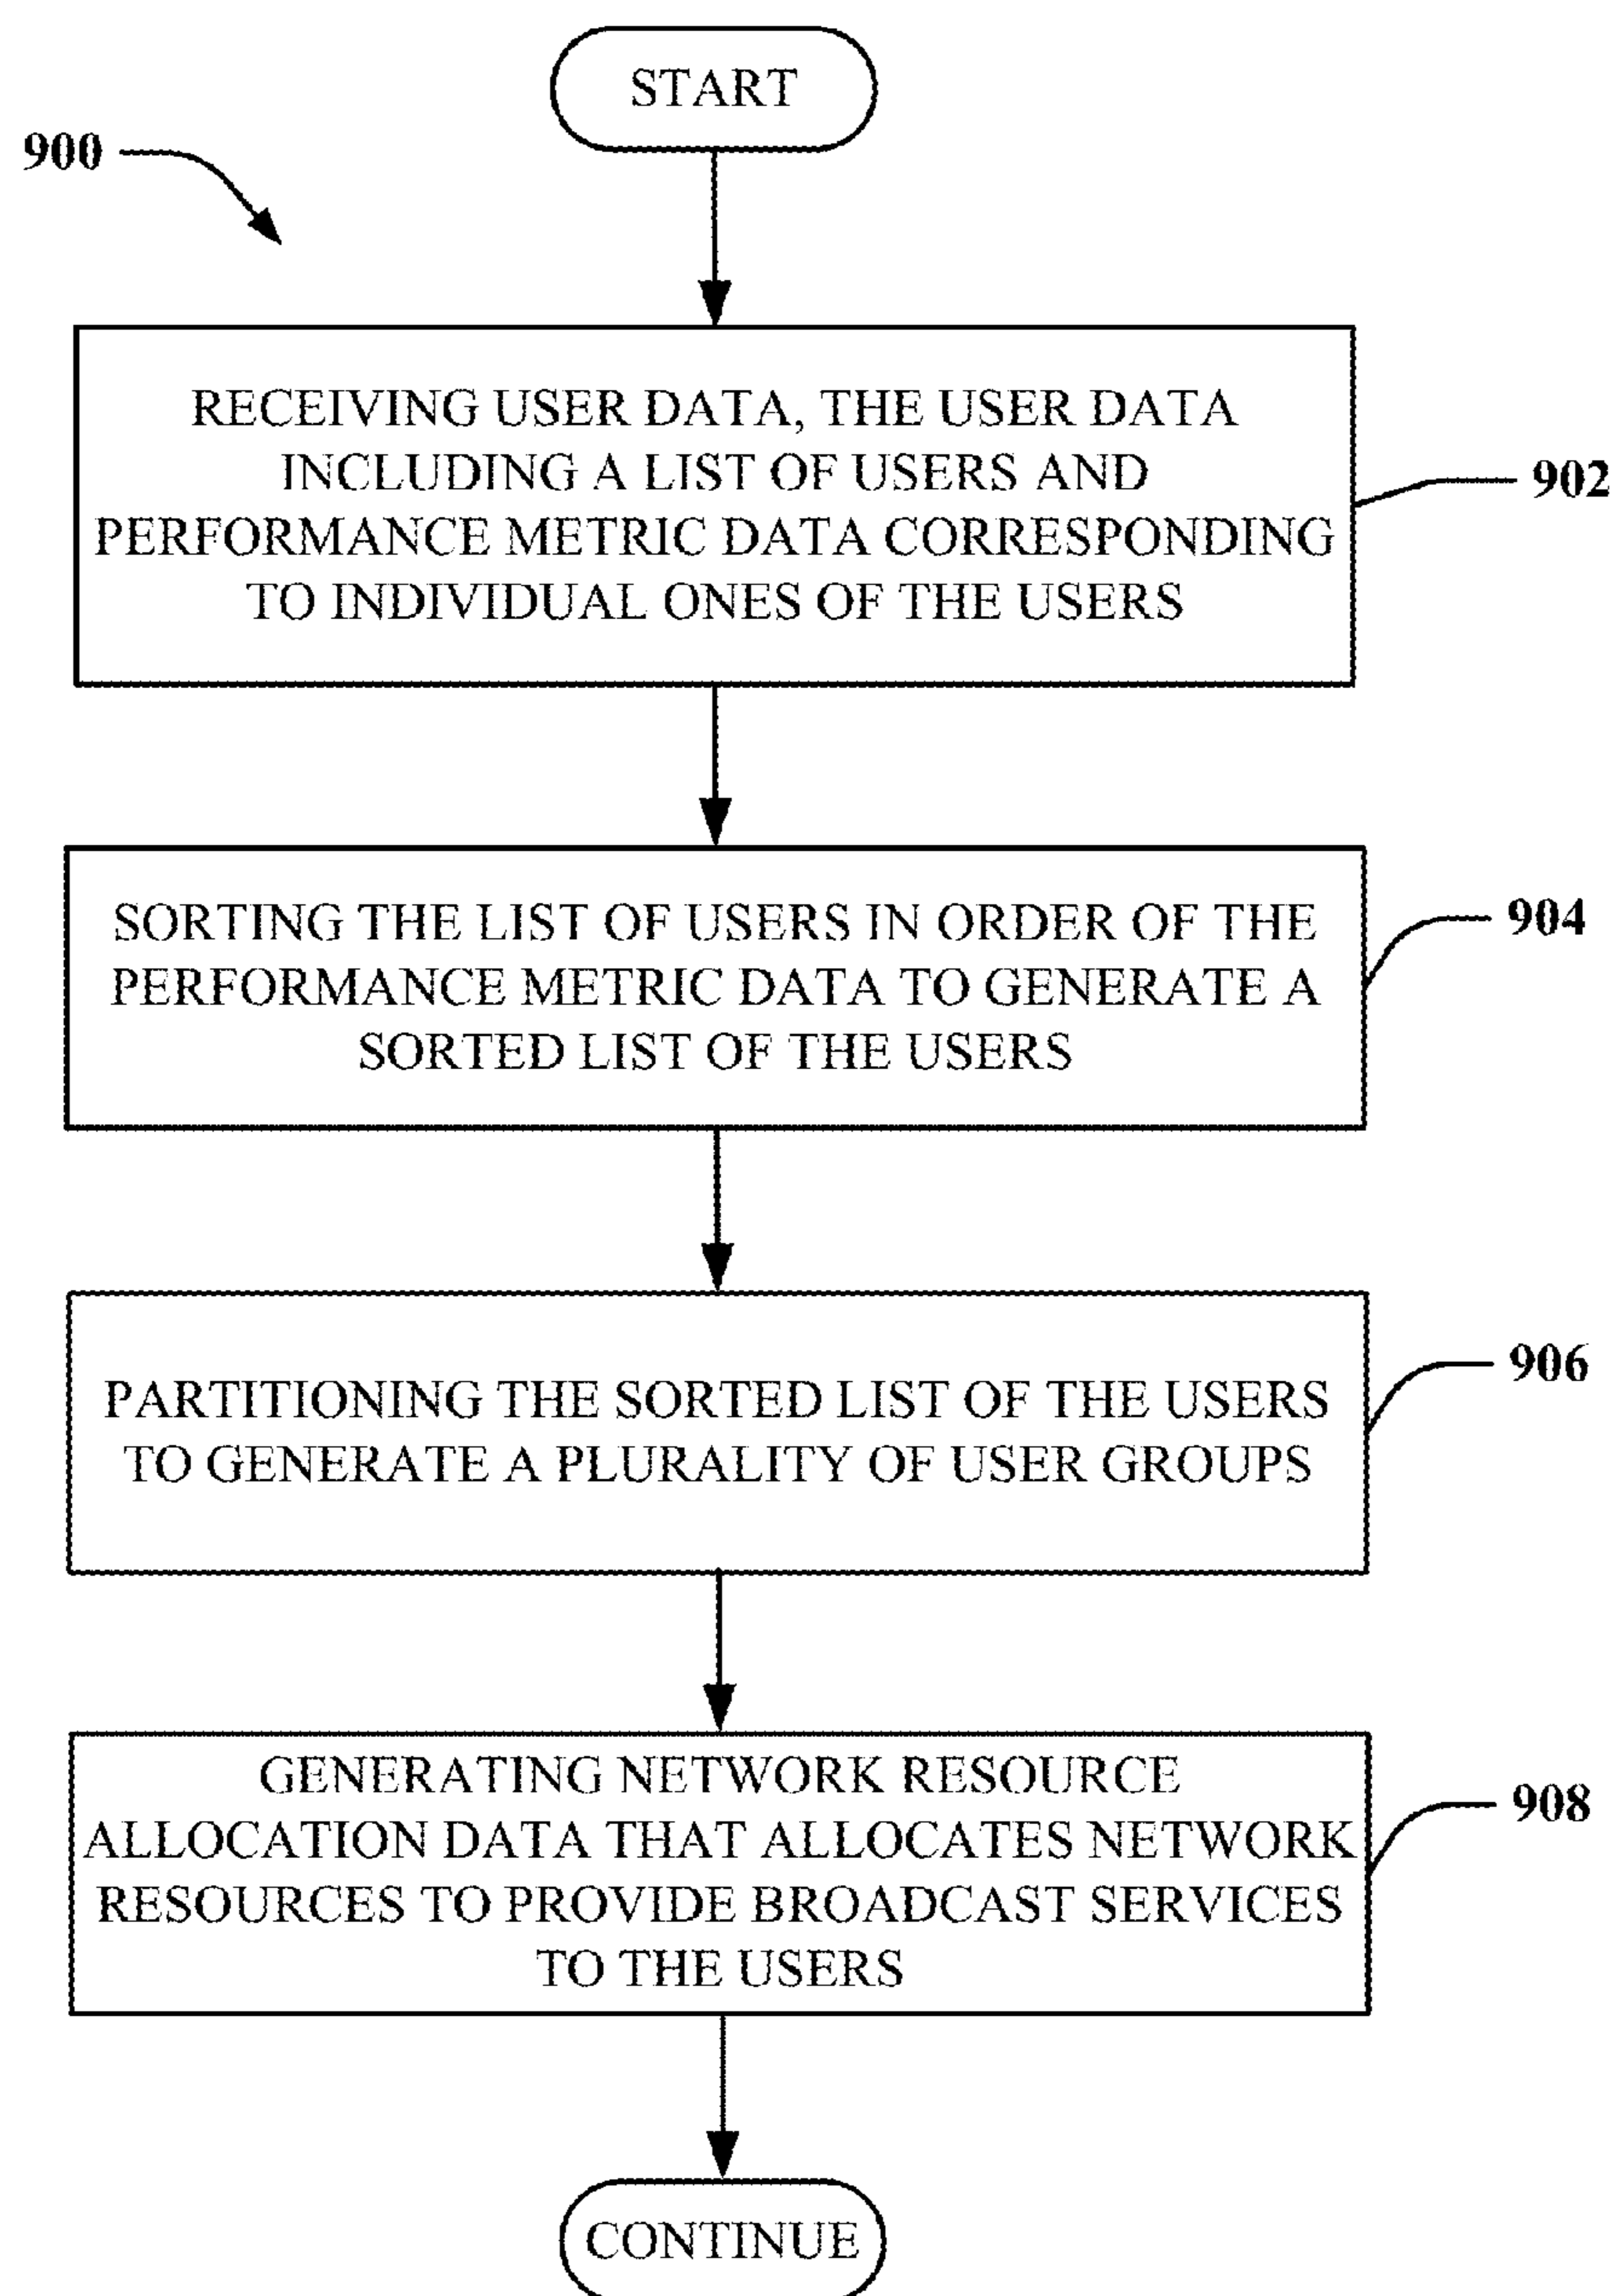 START
900
RECEIVING USER DATA, THE USER DATA
INCLUDING A LIST OF USERS AND
PERFORMANCE METRIC DATA CORRESPONDING
TO INDIVIDUAL ONES OF THE USERS
902
SORTING THE LIST OF USERS IN ORDER OF THE
PERFORMANCE METRIC DATA TO GENERATE A
SORTED LIST OF THE USERS
904
PARTITIONING THE SORTED LIST OF THE USERS
TO GENERATE A PLURALITY OF USER GROUPS
906
GENERATING NETWORK RESOURCE
ALLOCATION DATA THAT ALLOCATES NETWORK
RESOURCES TO PROVIDE BROADCAST SERVICES
TO THE USERS
908
CONTINUE